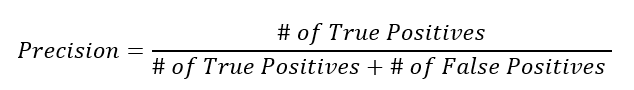 Precision = # of True Positives / # of True Positives + # of False Positives